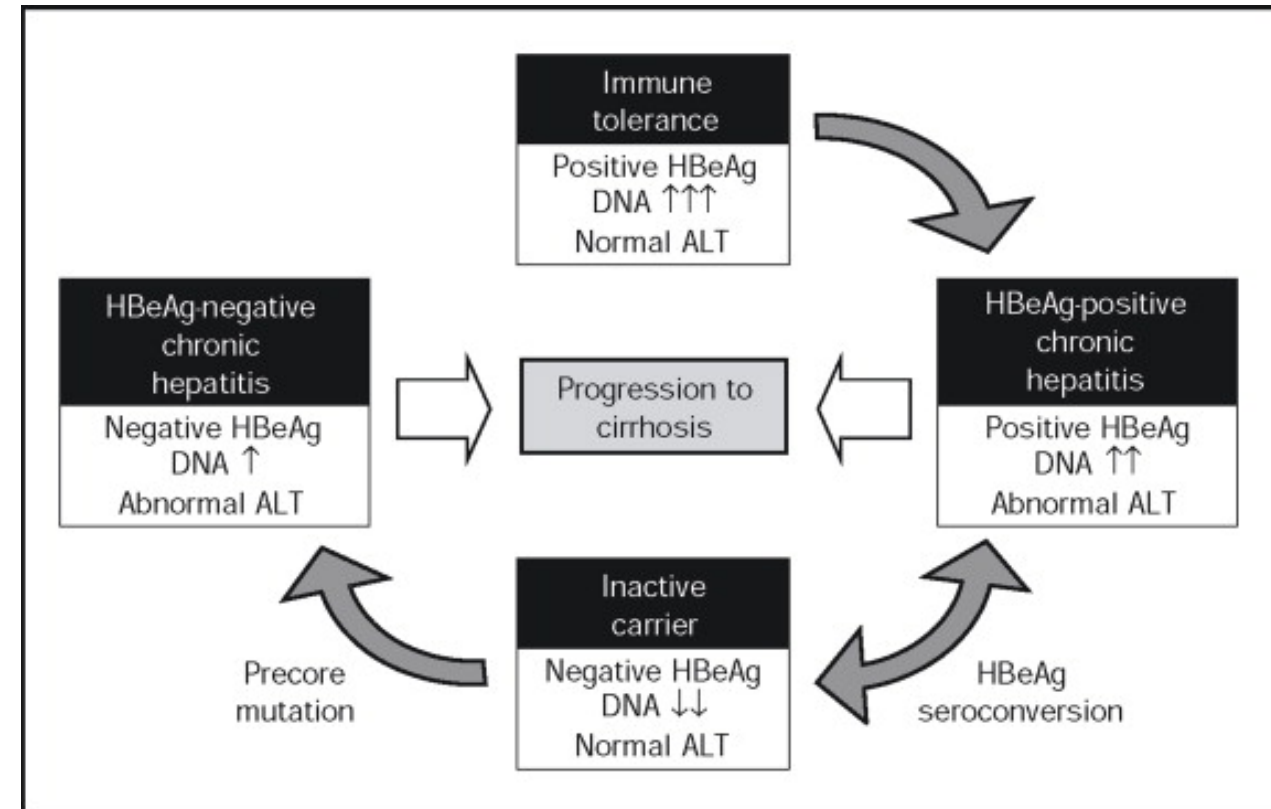 Immune
tolerance
Positive HBeAg
DNA ↑↑↑
Normal ALT
HBeAg-negative
chronic
hepatitis
Negative HBeAg
DNA ↑
Abnormal ALT
Progression to
cirrhosis
HBeAg-positive
chronic
hepatitis
Positive HBeAg
DNA ↑↑
Abnormal ALT
Inactive
carrier
Negative HBeAg
DNA ↓↓
Normal ALT
Precore
mutation
HBeAg
seroconversion